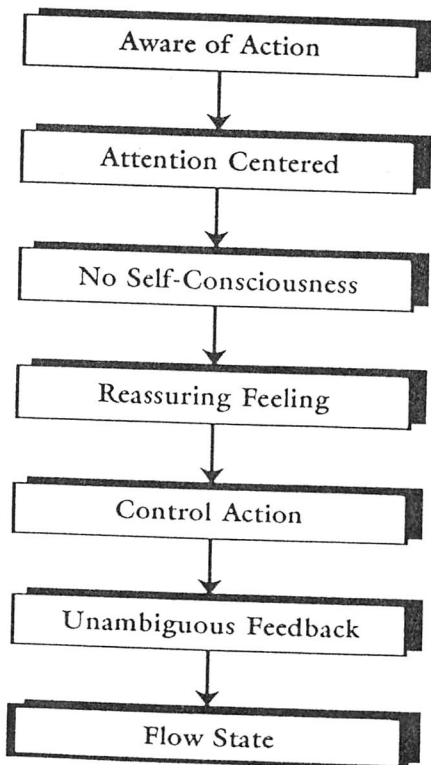 Aware of Action
Attention Centered
No Self-Consciousness
Reassuring Feeling
Control Action
Unambiguous Feedback
Flow State